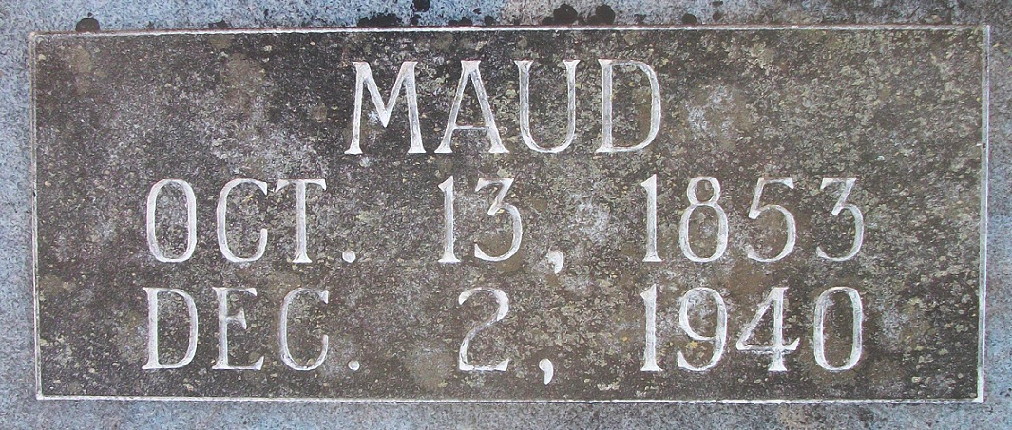 MAUD
OCT. 13, 1853
DEC. 2, 1940